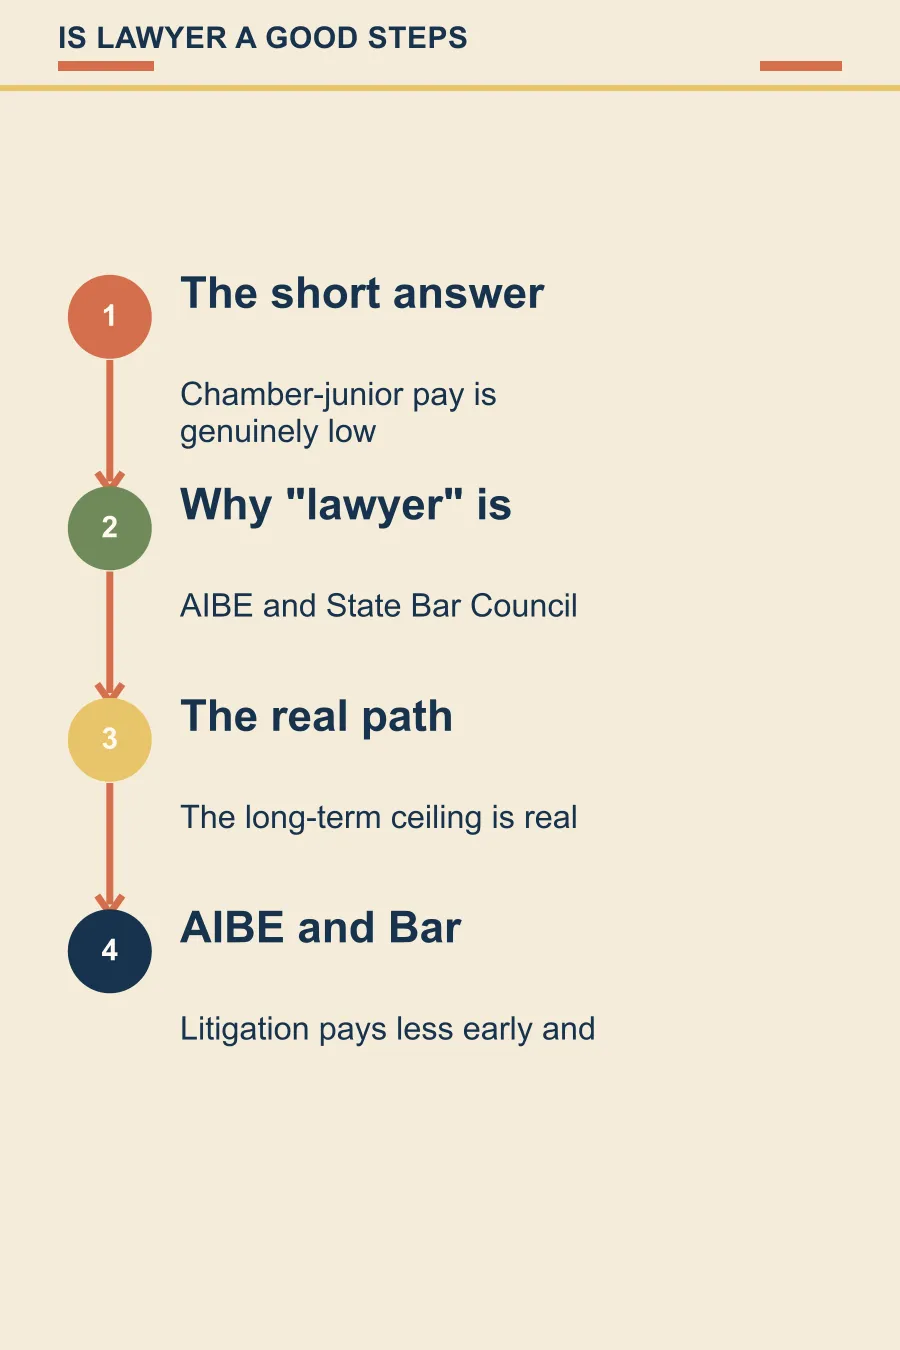 IS LAWYER A GOOD STEPS
1
The short answer
Chamber-junior pay is
genuinely low
2
Why "lawyer" is
AIBE and State Bar Council
3
The real path
The long-term ceiling is real
4
AIBE and Bar
Litigation pays less early and